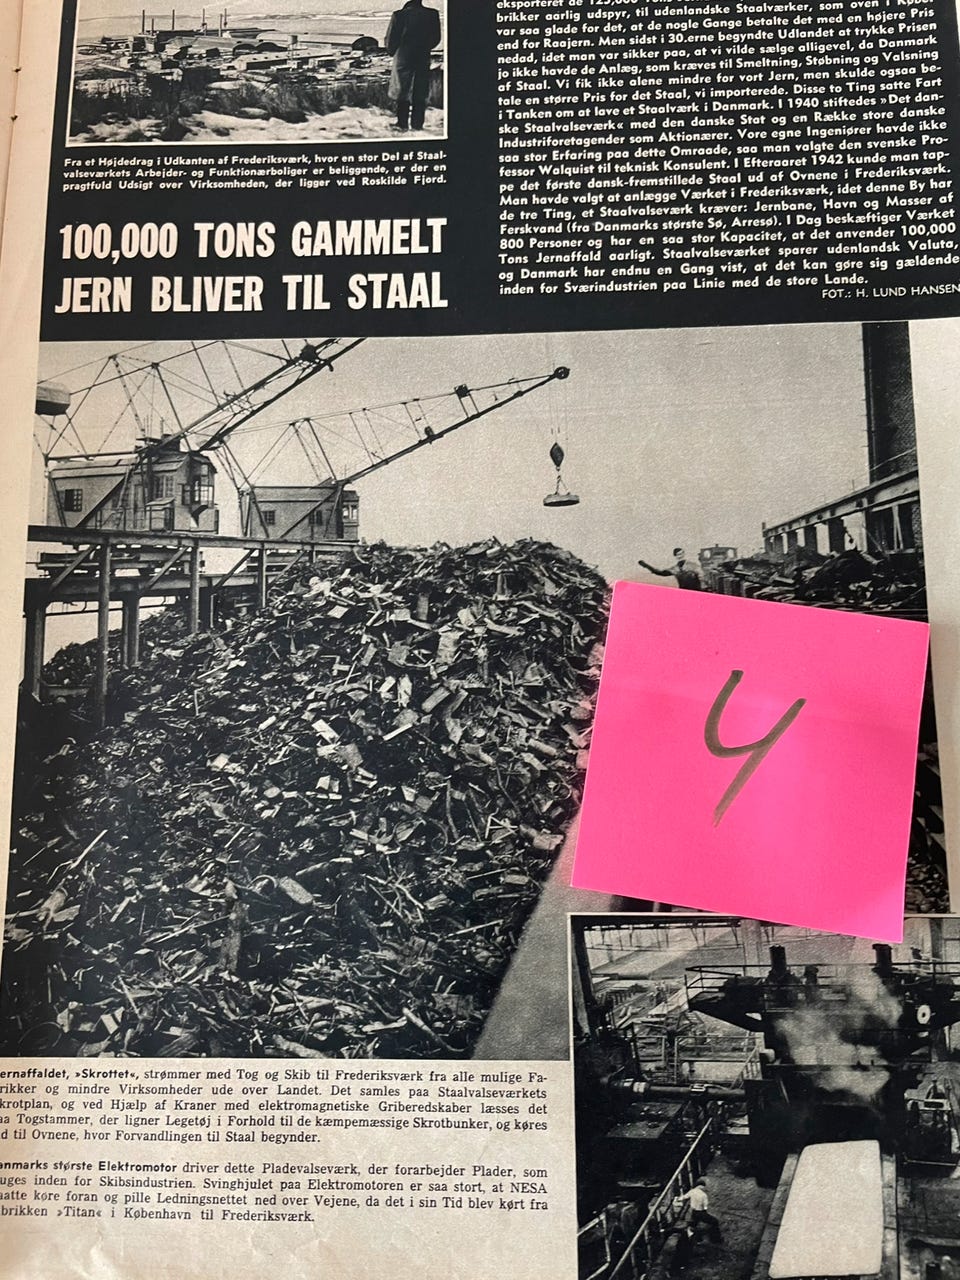 Fra et Højdedrag i Udkanten af Frederiksværk, hvor en stor Del af Staal-
valseværkets Arbejder- og Funktionærboliger er beliggende, er der en
pragtfuld Udsigt over Virksomheden, der ligger ved Roskilde Fjord.
100,000 TONS GAMMELT
JERN BLIVER TIL STAAL
eksporteret de 125,000 Tons
brikker aarlig udspyr, til udenlandske Staalværker, som oven i
var saa glade for det, at de nogle Gange betalte det med en højere Pris
end for Raajern. Men sidst i 30.erne begyndte Udlandet at trykke Prisen
nedad, idet man var sikker paa, at vi vilde sælge alligevel, da Danmark
jo ikke havde de Anlæg, som kræves til Smeltning, Støbning og Valsning
af Staal. Vi fik ikke alene mindre for vort Jern, men skulde ogsaa be-
tale en større Pris for det Staal, vi importerede. Disse to Ting satte Fart
i Tanken om at lave et Staalværk i Danmark. I 1940 stiftedes »Det dan-
ske Staalvalseværk« med den danske Stat og en Række store danske
Industriforetagender som Aktionærer. Vore egne Ingeniører havde ikke
saa stor Erfaring paa dette Omraade, saa man valgte den svenske Pro-
fessor Walquist til teknisk Konsulent. I Efteraaret 1942 kunde man tap-
pe det første dansk-fremstillede Staal ud af Ovnene i Frederiksværk.
Man havde valgt at anlægge Værket i Frederiksværk, idet denne By har
de tre Ting, et Staalvalseværk kræver: Jernbane, Havn og Masser af
Ferskvand (fra Danmarks største Sø, Arresø). I Dag beskæftiger Værket
800 Personer og har en saa stor Kapacitet, at det anvender 100,000
Tons Jernaffald aarligt. Staalvalseværket sparer udenlandsk Valuta,
og Danmark har endnu en Gang vist, at det kan gøre sig gældende
inden for Sværindustrien paa Linie med de store Lande.
FOT.: H. LUND HANSEN
4
ernaffaldet, »Skrottet«, strømmer med Tog og Skib til Frederiksværk fra alle mulige Fa-
rikker og mindre Virksomheder ude over Landet. Det samles paa Staalvalseværkets
krotplan, og ved Hjælp af Kraner med elektromagnetiske Griberedskaber læsses det
aa Togstammer, der ligner Legetøj i Forhold til de kæmpemæssige Skrotbunker, og køres
d til Ovnene, hvor Forvandlingen til Staal begynder.
anmarks største Elektromotor driver dette Pladevalseværk, der forarbejder Plader, som
uges inden for Skibsindustrien. Svinghjulet paa Elektromotoren er saa stort, at NESA
aatte køre foran og pille Ledningsnettet ned over Vejene, da det i sin Tid blev kørt fra
brikken »Titan« i København til Frederiksværk.